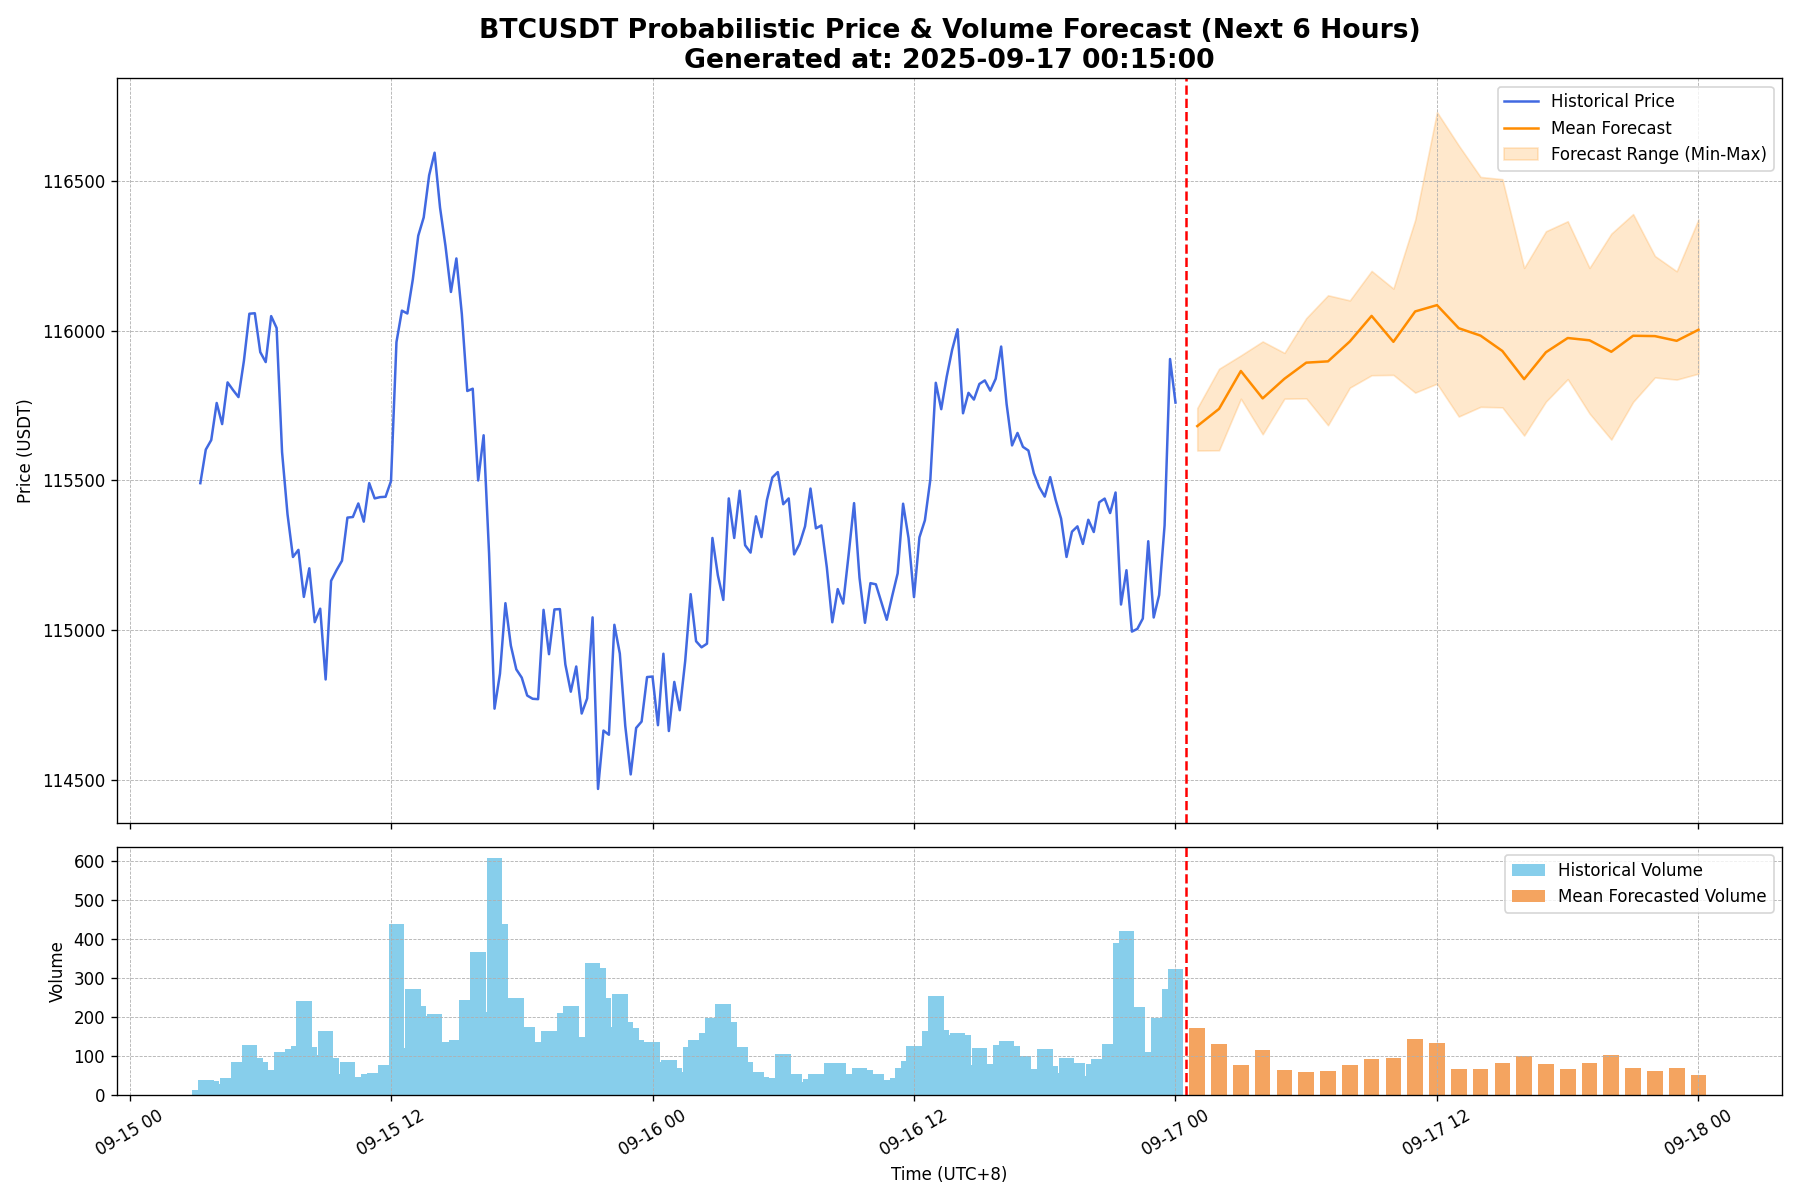 BTCUSDT Probabilistic Price & Volume Forecast (Next 6 Hours)
Generated at: 2025-09-17 00:15:00
Historical Price
Mean Forecast
Forecast Range (Min-Max)
116500
116000
115500
115000
114500
Price (USDT)
Historical Volume
Mean Forecasted Volume
600
500
400
300
200
100
0
Volume
09-15 00
09-15 12
09-16 00
09-16 12
09-17 00
09-17 12
09-18 00
Time (UTC+8)